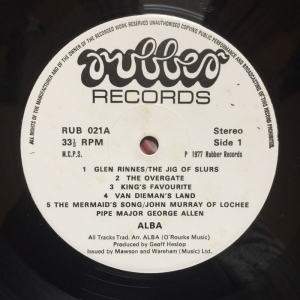 ALL RIGHTS OF THE MANUFACTURER AND OF THE OWNER OF THE RECORDED WORK RESERVED UNAUTHORISED COPYING PUBLIC PERFORMANCE AND BROADCASTING OF THIS RECORD PROHIBITED
rubber
RECORDS
RUB 021A Stereo
33⅓ RPM Side 1
M.C.P.S. P 1977 Rubber Records
1 GLEN RINNES/THE JIG OF SLURS
2 THE OVERGATE
3 KING'S FAVOURITE
4 VAN DIEMAN'S LAND
5 THE MERMAID'S SONG/JOHN MURRAY OF LOCHEE
PIPE MAJOR GEORGE ALLEN
ALBA
All Tracks Trad. Arr. ALBA (O'Rourke Music)
Produced by Geoff Heslop
Issued by Mawson and Wareham (Music) Ltd.